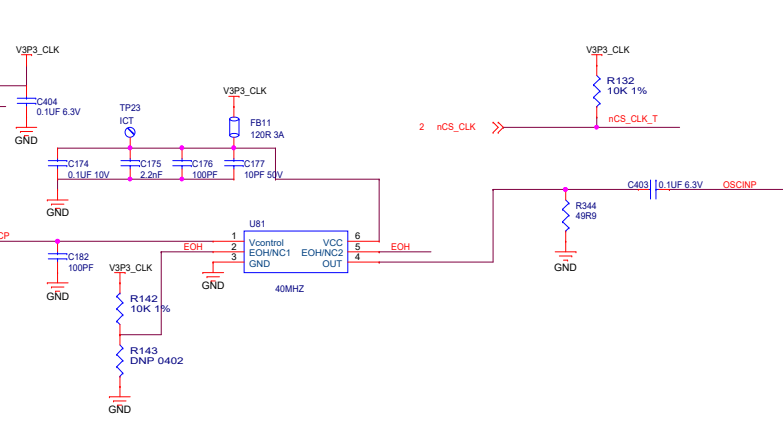 V3P3_CLK
C404
0.1UF 6.3V
GND
TP23
ICT
V3P3_CLK
FB11
120R 3A
C174
0.1UF 10V
C175
2.2nF
C176
100PF
C177
10PF 50V
GND
V3P3_CLK
R132
10K 1%
2 nCS_CLK
nCS_CLK_T
C403
0.1UF 6.3V
OSCINP
R344
49R9
GND
CP
C182
100PF
GND
U81
1 Vcontrol
2 EOH/NC1
3 GND
VCC 6
EOH/NC2 5
OUT 4
EOH
EOH
GND
40MHZ
V3P3_CLK
R142
10K 1%
R143
DNP 0402
GND